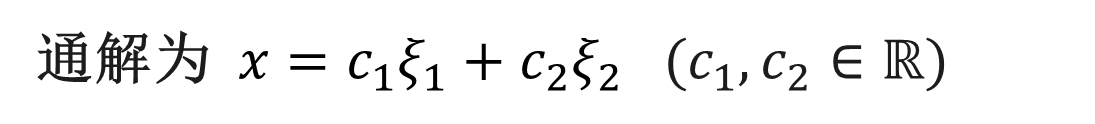 通解为 x = c₁ξ₁ + c₂ξ₂ (c₁, c₂ ∈ ℝ)